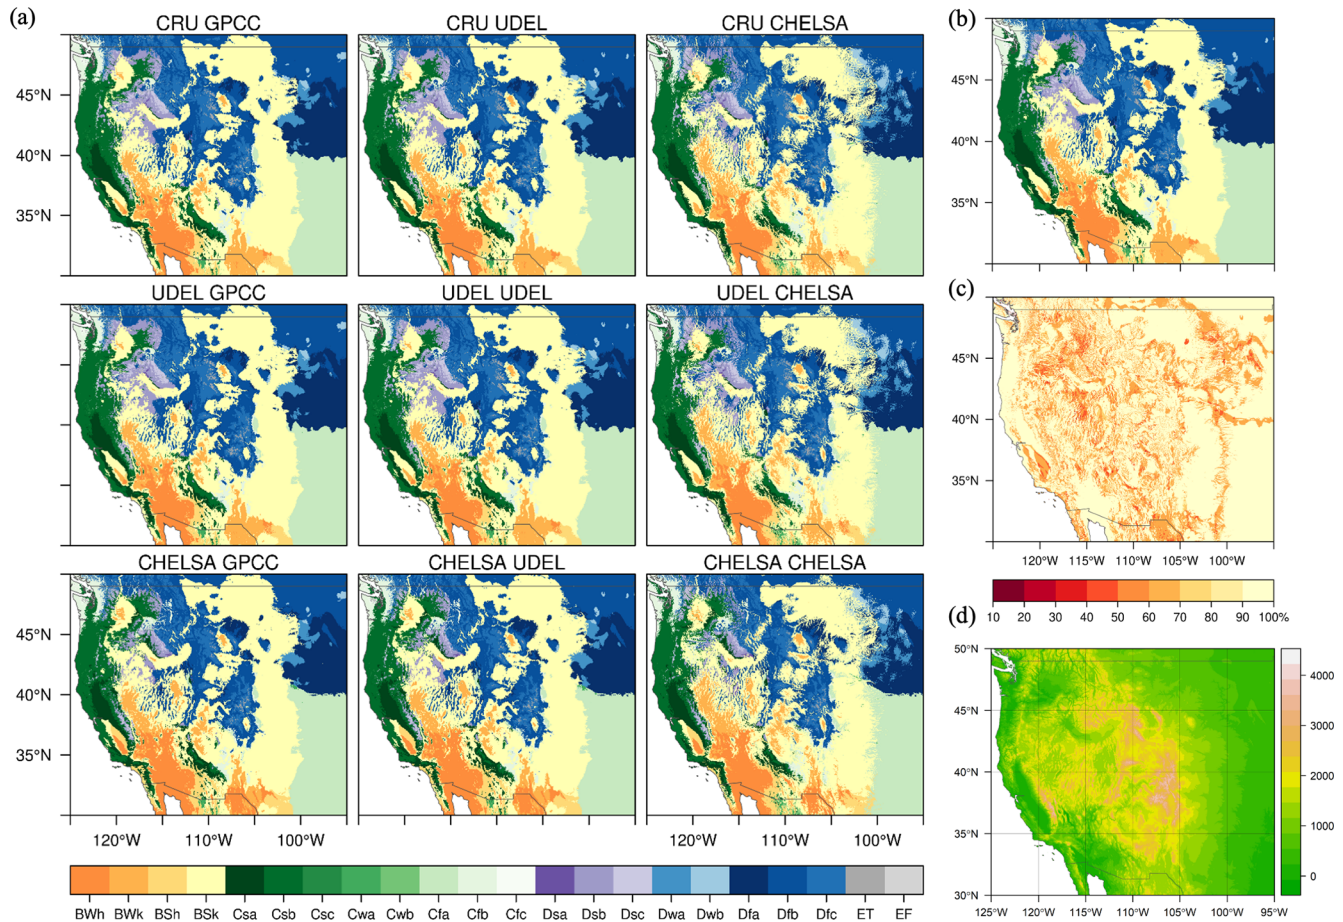 (a)
CRU GPCC CRU UDEL CRU CHELSA
45°N
40°N
35°N
UDEL GPCC UDEL UDEL UDEL CHELSA
CHELSA GPCC CHELSA UDEL CHELSA CHELSA
45°N
40°N
35°N
120°W 110°W 100°W 120°W 110°W 100°W
BWh BWk BSh BSk Csa Csb Csc Cwa Cwb Cfa Cfb Cfc Dsa Dsb Dsc Dwa Dwb Dfa Dfb Dfc ET EF
(b)
45°N
40°N
35°N
(c)
45°N
40°N
35°N
120°W 115°W 110°W 105°W 100°W
10 20 30 40 50 60 70 80 90 100%
(d)
50°N
45°N
40°N
35°N
30°N
125°W 120°W 115°W 110°W 105°W 100°W 95°W
4000
3000
2000
1000
0